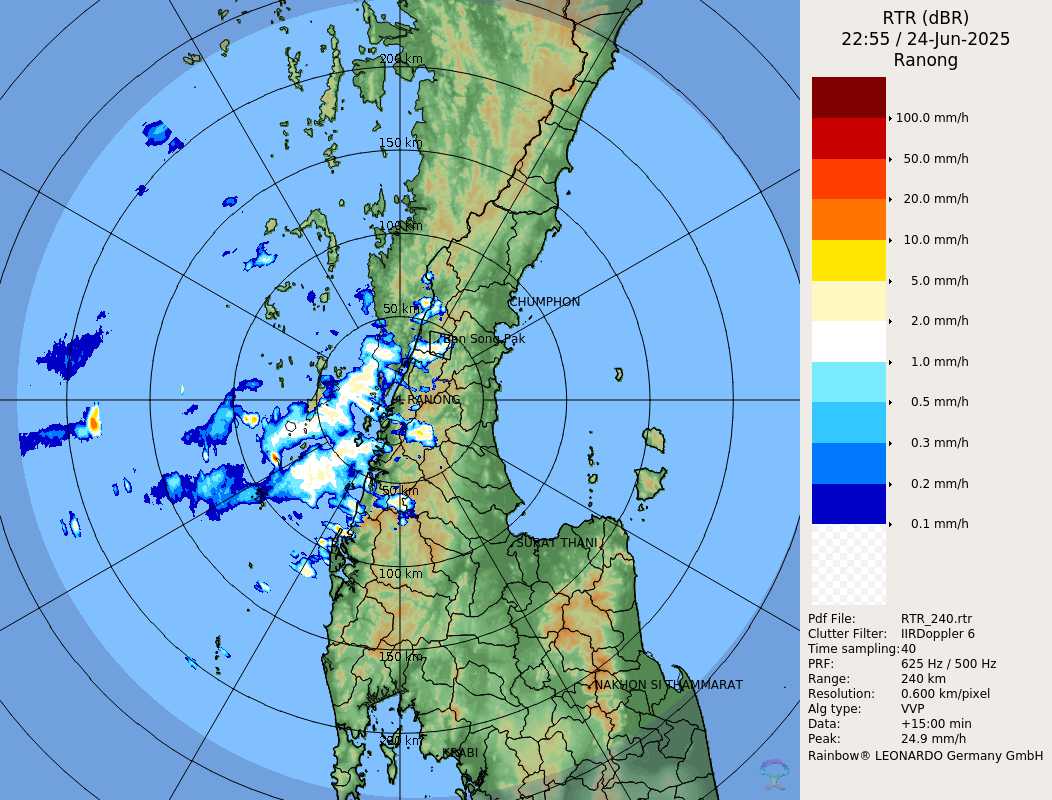 RTR (dBR)
22:55 / 24-Jun-2025
Ranong
100.0 mm/h
50.0 mm/h
20.0 mm/h
10.0 mm/h
5.0 mm/h
2.0 mm/h
1.0 mm/h
0.5 mm/h
0.3 mm/h
0.2 mm/h
0.1 mm/h
Pdf File: RTR_240.rtr
Clutter Filter: IIRDoppler 6
Time sampling: 40
PRF: 625 Hz / 500 Hz
Range: 240 km
Resolution: 0.600 km/pixel
Alg type: VVP
Data: +15:00 min
Peak: 24.9 mm/h
Rainbow® LEONARDO Germany GmbH
200 km
150 km
100 km
50 km
CHUMPHON
Ban Song Pak
RANONG
50 km
SURAT THANI
100 km
150 km
NAKHON SI THAMMARAT
200 km
KRABI